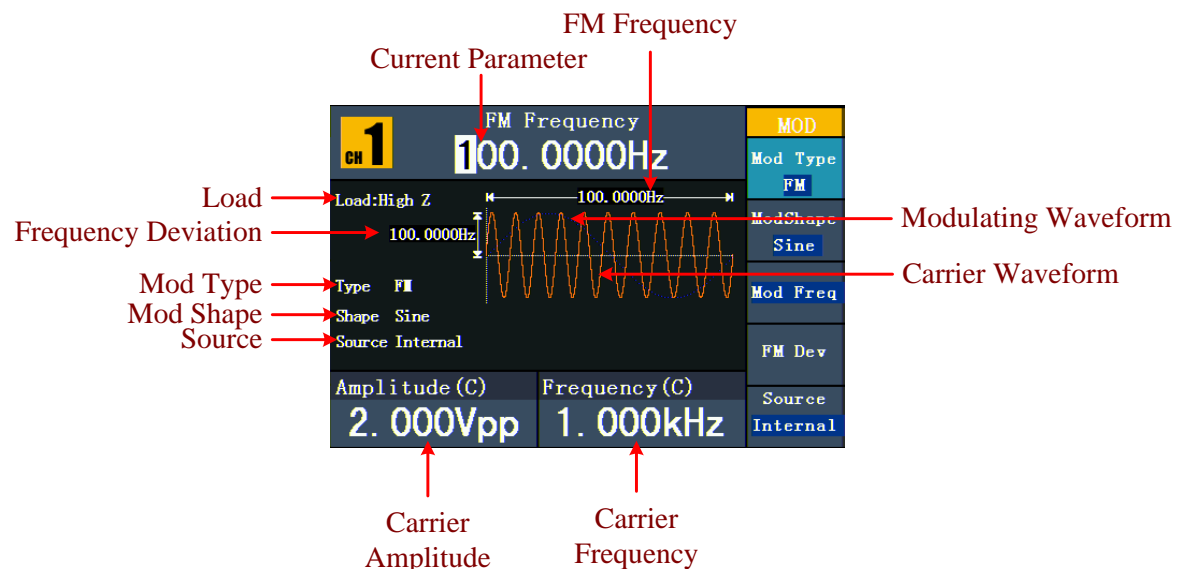 FM Frequency
Current Parameter
CH 1
FM Frequency
100.0000Hz
MOD
Mod Type
FM
ModShape
Sine
Mod Freq
FM Dev
Source
Internal
Load
Load:High Z
100.0000Hz
Frequency Deviation
100.0000Hz
Modulating Waveform
Carrier Waveform
Mod Type
Type FM
Mod Shape
Shape Sine
Source
Source Internal
Amplitude(C)
2.000Vpp
Frequency(C)
1.000kHz
Carrier
Amplitude
Carrier
Frequency